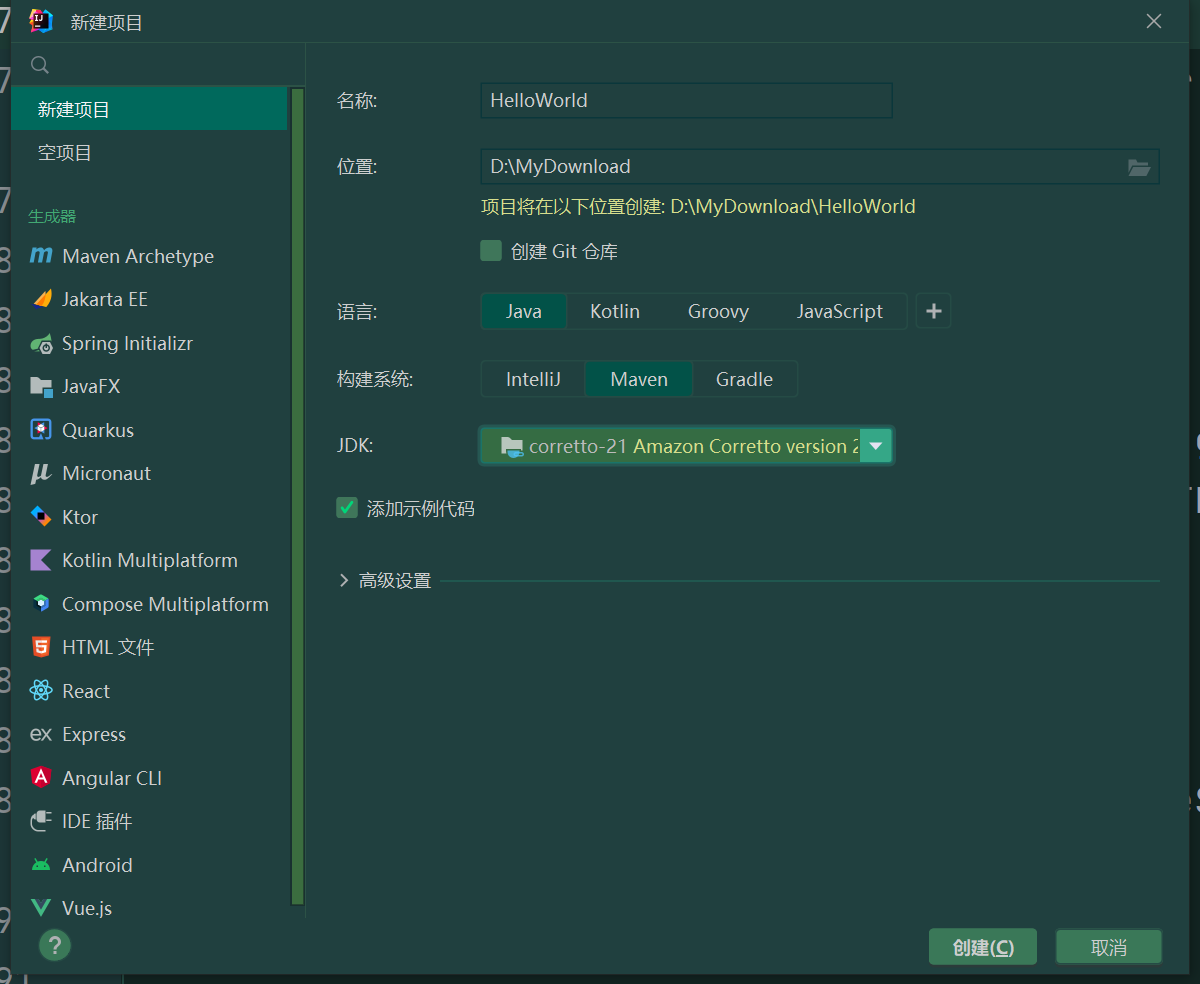 新建项目
新建项目
空项目
生成器
Maven Archetype
Jakarta EE
Spring Initializr
JavaFX
Quarkus
Micronaut
Ktor
Kotlin Multiplatform
Compose Multiplatform
HTML 文件
React
ex Express
Angular CLI
IDE 插件
Android
Vue.js
名称: HelloWorld
位置: D:\MyDownload
项目将在以下位置创建: D:\MyDownload\HelloWorld
创建 Git 仓库
语言: Java Kotlin Groovy JavaScript +
构建系统: IntelliJ Maven Gradle
JDK: corretto-21 Amazon Corretto version
添加示例代码
高级设置
? 创建(C) 取消